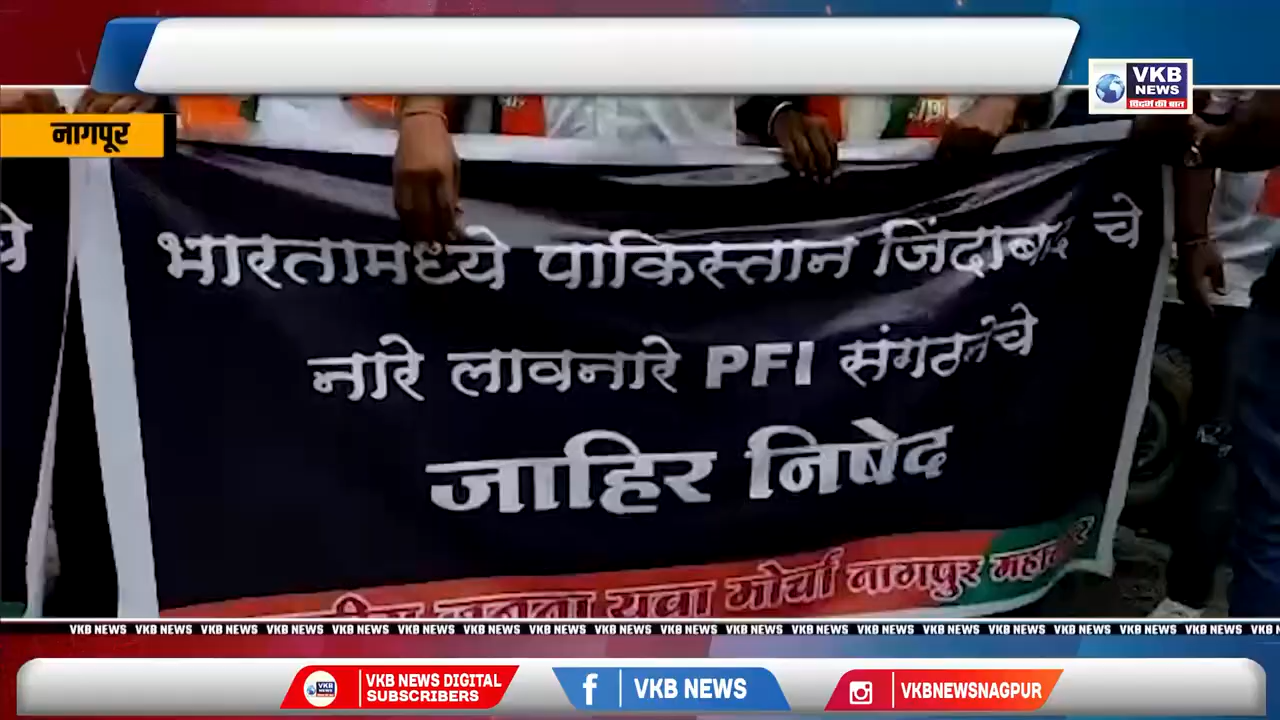 VKB
NEWS
विदर्भ की बात
नागपूर
चे
भारतामध्ये पाकिस्तान जिंदाबाद चे
नारे लावनारे PFI संगठनेचे
जाहिर निषेद
युवा मोर्चा नागपुर
VKB NEWS VKB NEWS VKB NEWS VKB NEWS VKB NEWS VKB NEWS VKB NEWS VKB NEWS VKB NEWS VKB NEWS VKB NEWS VKB NEWS VKB NEWS VKB NEWS VKB NEWS VKB NEWS VKB NEWS VKB N
VKB NEWS DIGITAL
SUBSCRIBERS
VKB NEWS
VKBNEWSNAGPUR